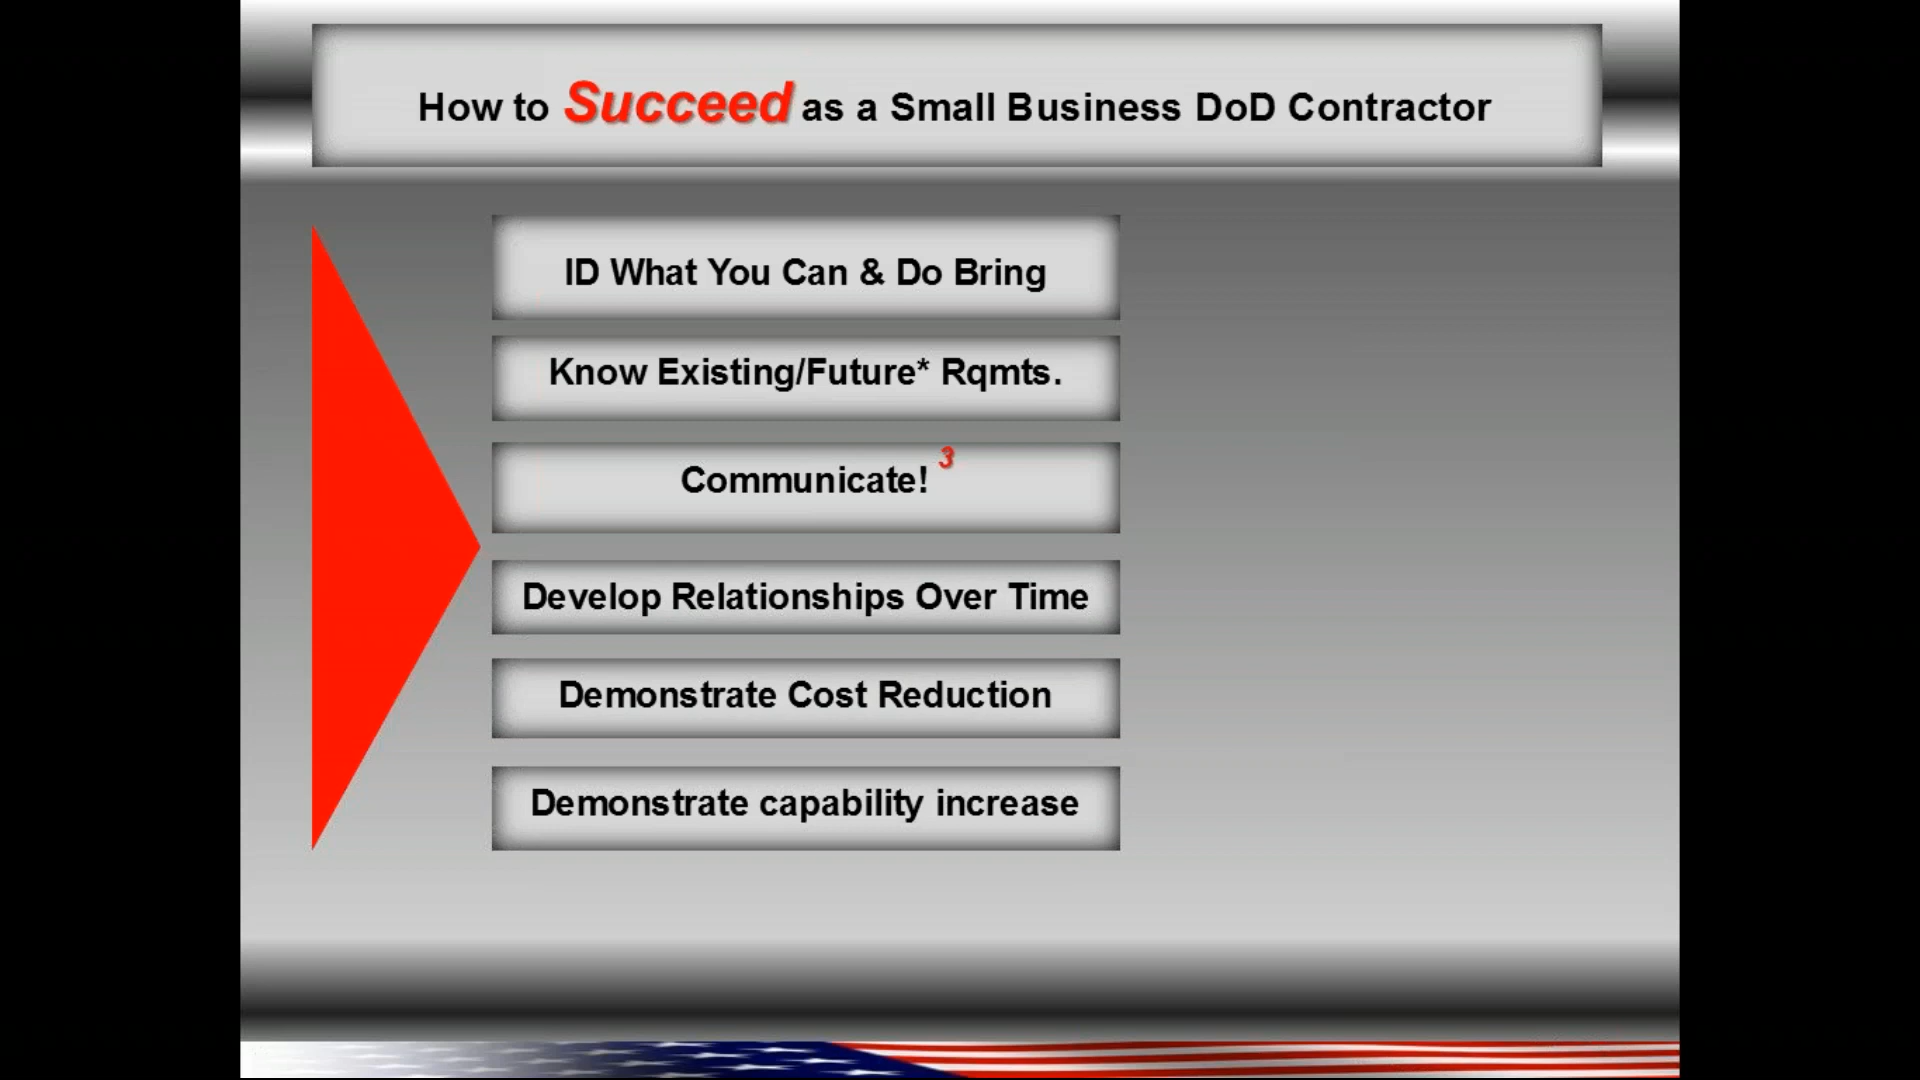 How to Succeed as a Small Business DoD Contractor
ID What You Can & Do Bring
Know Existing/Future* Rqmts.
Communicate! 3
Develop Relationships Over Time
Demonstrate Cost Reduction
Demonstrate capability increase